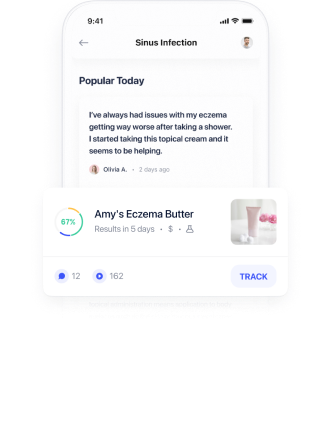 9:41
Sinus Infection
Popular Today
I've always had issues with my eczema
getting way worse after taking a shower.
I started taking this topical cream and it
seems to be helping.
Olivia A. • 2 days ago
67%
Amy's Eczema Butter
Results in 5 days • $ •
12 162
TRACK